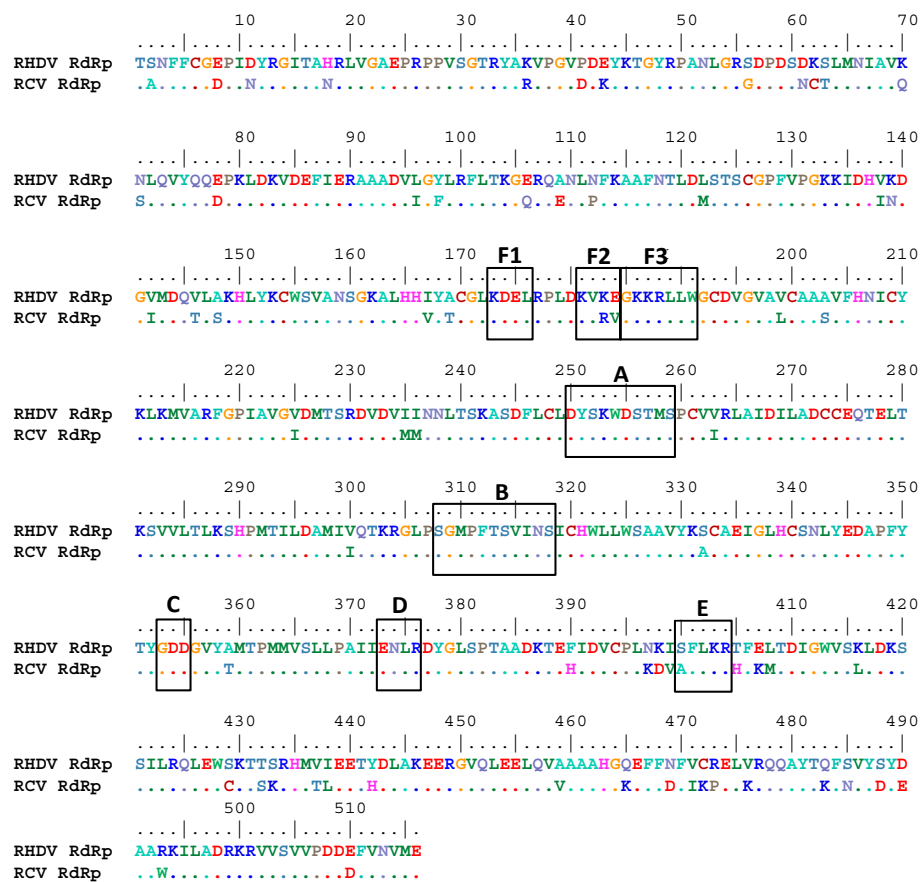 10 20 30 40 50 60 70
RHDV RdRp TSNFFCGEPIDYRGITAHRLVGAEPRPPVSGTRYAKVPGVPDEYKTGYRPANLGRSDPDSDKSLMNIAVK
RCV RdRp .A.....D..N......N.................R....D.K............G....NCT......Q
80 90 100 110 120 130 140
RHDV RdRp NLQVYQQEPKLDKVDEFIERAAADVLGYLRFLTKGERQANLNFKAAFNTLDLSTSCGPFVPGKKIDHVKD
RCV RdRp S......D.................I.F.......Q..E..P.........M...............IN.
F1 F2 F3
150 160 170 180 190 200 210
RHDV RdRp GVMDQVLAKHLYKCWSVANSGKALHHIYACGLKDELRPLDKVKEGKKRLLWGCDVGVAVCAAAVFHNICY
RCV RdRp .I...T.S..................V.T.............RV..............L...S.......
A
220 230 240 250 260 270 280
RHDV RdRp KLKMVARFGPIAVGVDMTSRDVDVIINNLTSKASDFLCLDYSKWDSTMSPCVVRLAIDILADCCEQTELT
RCV RdRp ..............I.........MM..........................I.................
B
290 300 310 320 330 340 350
RHDV RdRp KSVVLTLKSHPMTILDAMIVQTKRGLPSGMPFTSVINSICHWLLWSAAVYKSCAEIGLHCSNLYEDAPFY
RCV RdRp ...................I...............................A..................
C D E
360 370 380 390 400 410 420
RHDV RdRp TYGDDGVYAMTPMMVSLLPAIIENLRDYGLSPTAADKTEFIDVCPLNKISFLKRTFELTDIGWVSKLDKS
RCV RdRp ........T..............................H......KDVA....H.KM.......L....
430 440 450 460 470 480 490
RHDV RdRp SILRQLEWSKTTSRHMVIEETYDLAKEERGVQLEELQVAAAAHGQEFFNFVCRELVRQQAYTQFSVYSYD
RCV RdRp ........C..SK...TL...H................V.....K...D.IKP..K......K.N..D.E
500 510
RHDV RdRp AARKILADRKRVVSVVPDDEFVNVME
RCV RdRp ..W................D......